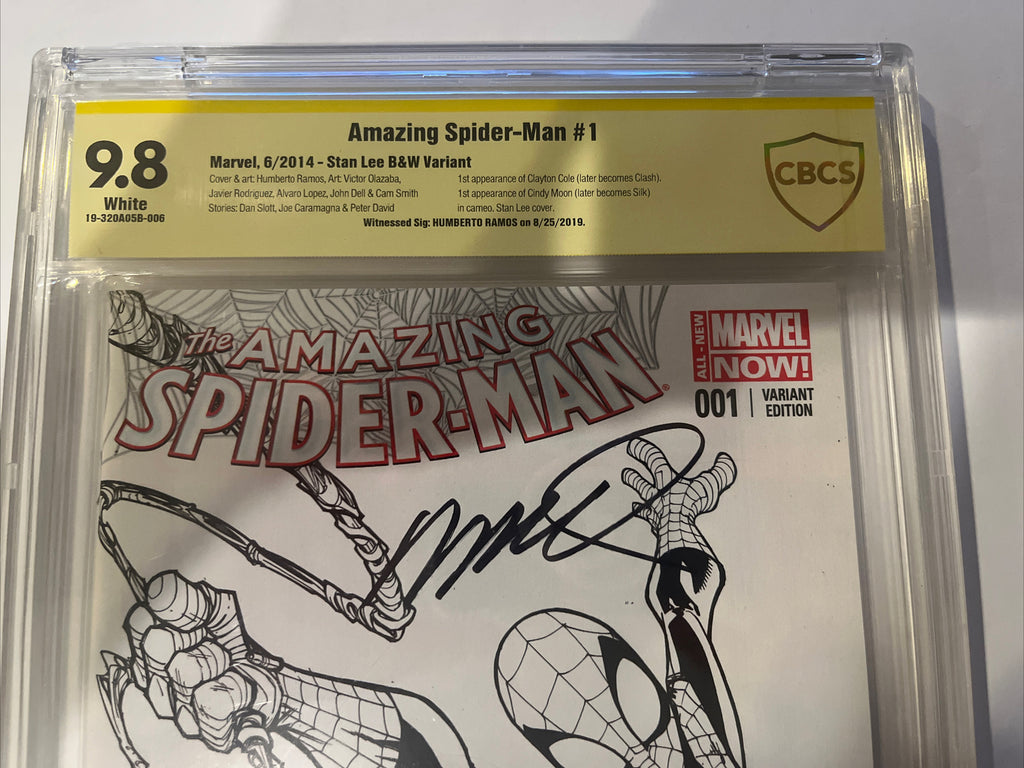 Amazing Spider-Man #1
9.8
White
19-320A05B-006
Marvel, 6/2014 - Stan Lee B&W Variant
Cover & art: Humberto Ramos, Art: Victor Olazaba,
Javier Rodriguez, Alvaro Lopez, John Dell & Cam Smith
Stories: Dan Slott, Joe Caramagna & Peter David
1st appearance of Clayton Cole (later becomes Clash).
1st appearance of Cindy Moon (later becomes Silk)
in cameo. Stan Lee cover.
Witnessed Sig: HUMBERTO RAMOS on 8/25/2019.
CBCS
The AMAZING
SPIDER-MAN®
ALL-NEW
MARVEL
NOW!
001 | VARIANT
EDITION